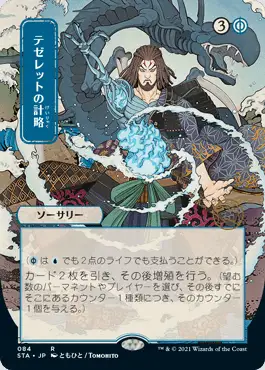 テゼレットの計略
けいりゃく
3
ソーサリー
(はでも2点のライフでも支払うことができる。)
カード2枚を引き、その後増殖を行う。(望む
数のパーマネントやプレイヤーを選び、その後すでに
そこにあるカウンター1種類につき、そのカウンター
1個を与える。)
084 R
STA • JP ともひと / TOMOHITO
™ & © 2021 Wizards of the Coast